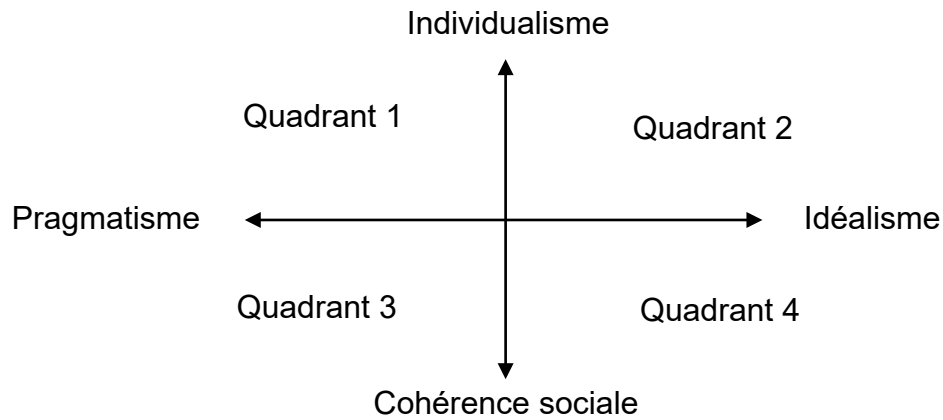 Individualisme
Quadrant 1
Quadrant 2
Pragmatisme
Idéalisme
Quadrant 3
Quadrant 4
Cohérence sociale